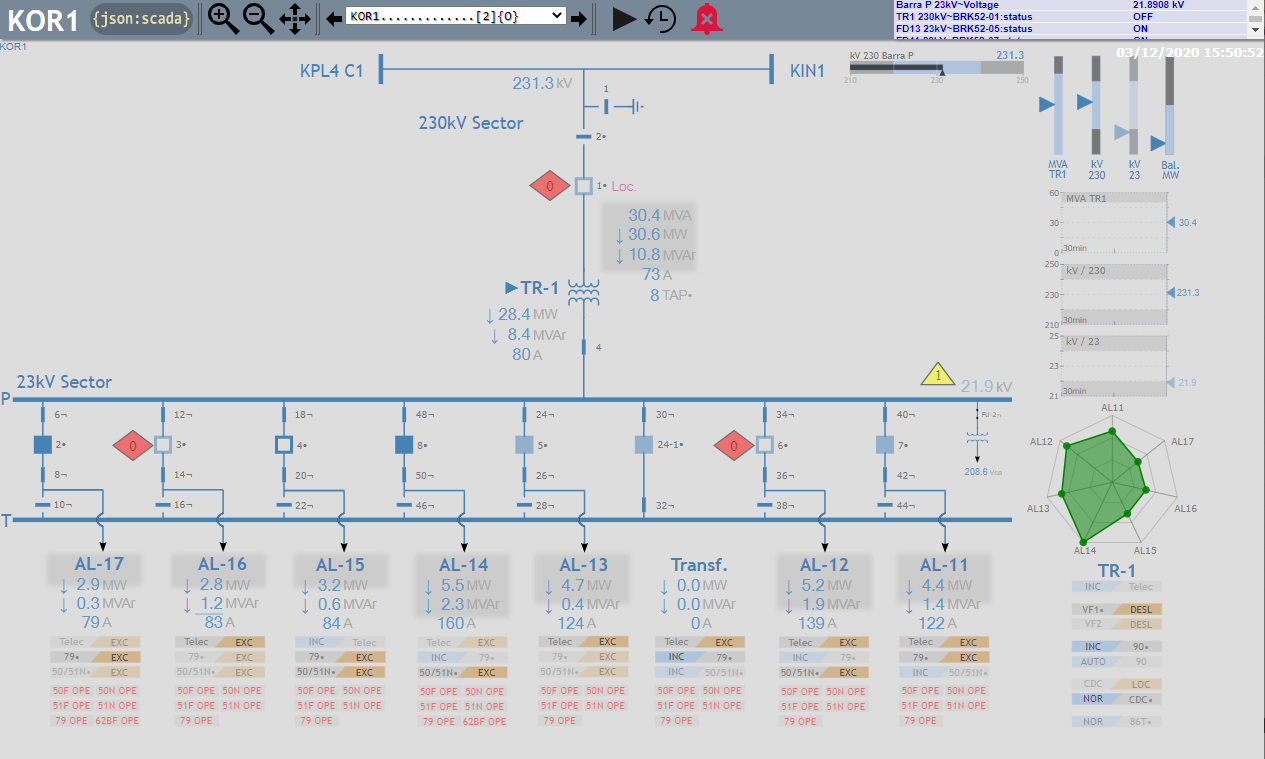 KOR1 {json:scada} KOR1.............[2]{O}
Barra P 23kV~Voltage 21.8908 kV
TR1 230kV~BRK52-01:status OFF
FD13 23kV~BRK52-05:status ON
KOR1
03/12/2020 15:50:52
KPL4 C1 KIN1
231.3 kV
kV 230 Barra P 231.3
210 230 250
1
230kV Sector
2•
0 1• Loc.
30.4 MVA
↓ 30.6 MW
↓ 10.8 MVAr
73 A
8 TAP•
▶TR-1
↓ 28.4 MW
↓ 8.4 MVAr
80 A
4
MVA TR1
kV 230
kV 23
Bal. MW
60
MVA TR1
30 30.4
0 30min
250
kV / 230
230 231.3
210 30min
25
kV / 23
23
21.9
21 30min
23kV Sector
1 21.9 kV
P
6¬ 12¬ 18¬ 48¬ 24¬ 30¬ 34¬ 40¬ FU-2¬
2• 0 3• 4• 8• 5• 24-1• 0 6• 7•
8¬ 14¬ 20¬ 50¬ 26¬ 36¬ 42¬ 208.6 Vca
10¬ 16¬ 22¬ 46¬ 28¬ 32¬ 38¬ 44¬
T
AL11
AL12 AL17
AL13 AL16
AL14 AL15
AL-17 AL-16 AL-15 AL-14 AL-13 Transf. AL-12 AL-11
↓ 2.9 MW ↓ 2.8 MW ↓ 3.2 MW ↓ 5.5 MW ↓ 4.7 MW ↓ 0.0 MW ↓ 5.2 MW ↓ 4.4 MW
↓ 0.3 MVAr ↓ 1.2 MVAr ↓ 0.6 MVAr ↓ 2.3 MVAr ↓ 0.4 MVAr ↓ 0.0 MVAr ↓ 1.9 MVAr ↓ 1.4 MVAr
79 A 83 A 84 A 160 A 124 A 0 A 139 A 122 A
Telec EXC Telec EXC INC Telec Telec EXC Telec EXC Telec EXC Telec EXC Telec EXC
79• EXC 79• EXC 79• EXC INC 79• 79• EXC INC 79• INC 79• 79• EXC
50/51N• EXC 50/51N• EXC 50/51N• EXC 50/51N• EXC 50/51N• EXC INC 50/51N• 50/51N• EXC INC 50/51N•
50F OPE 50N OPE 50F OPE 50N OPE 50F OPE 50N OPE 50F OPE 50N OPE 50F OPE 50N OPE 50F OPE 50N OPE 50F OPE 50N OPE
51F OPE 51N OPE 51F OPE 51N OPE 51F OPE 51N OPE 51F OPE 51N OPE 51F OPE 51N OPE 51F OPE 51N OPE 51F OPE 51N OPE
79 OPE 62BF OPE 79 OPE 79 OPE 79 OPE 62BF OPE 79 OPE 79 OPE 79 OPE
TR-1
INC Telec
VF1• DESL
VF2 DESL
INC 90•
AUTO 90
CDC LOC
NOR CDC•
NOR 86T•